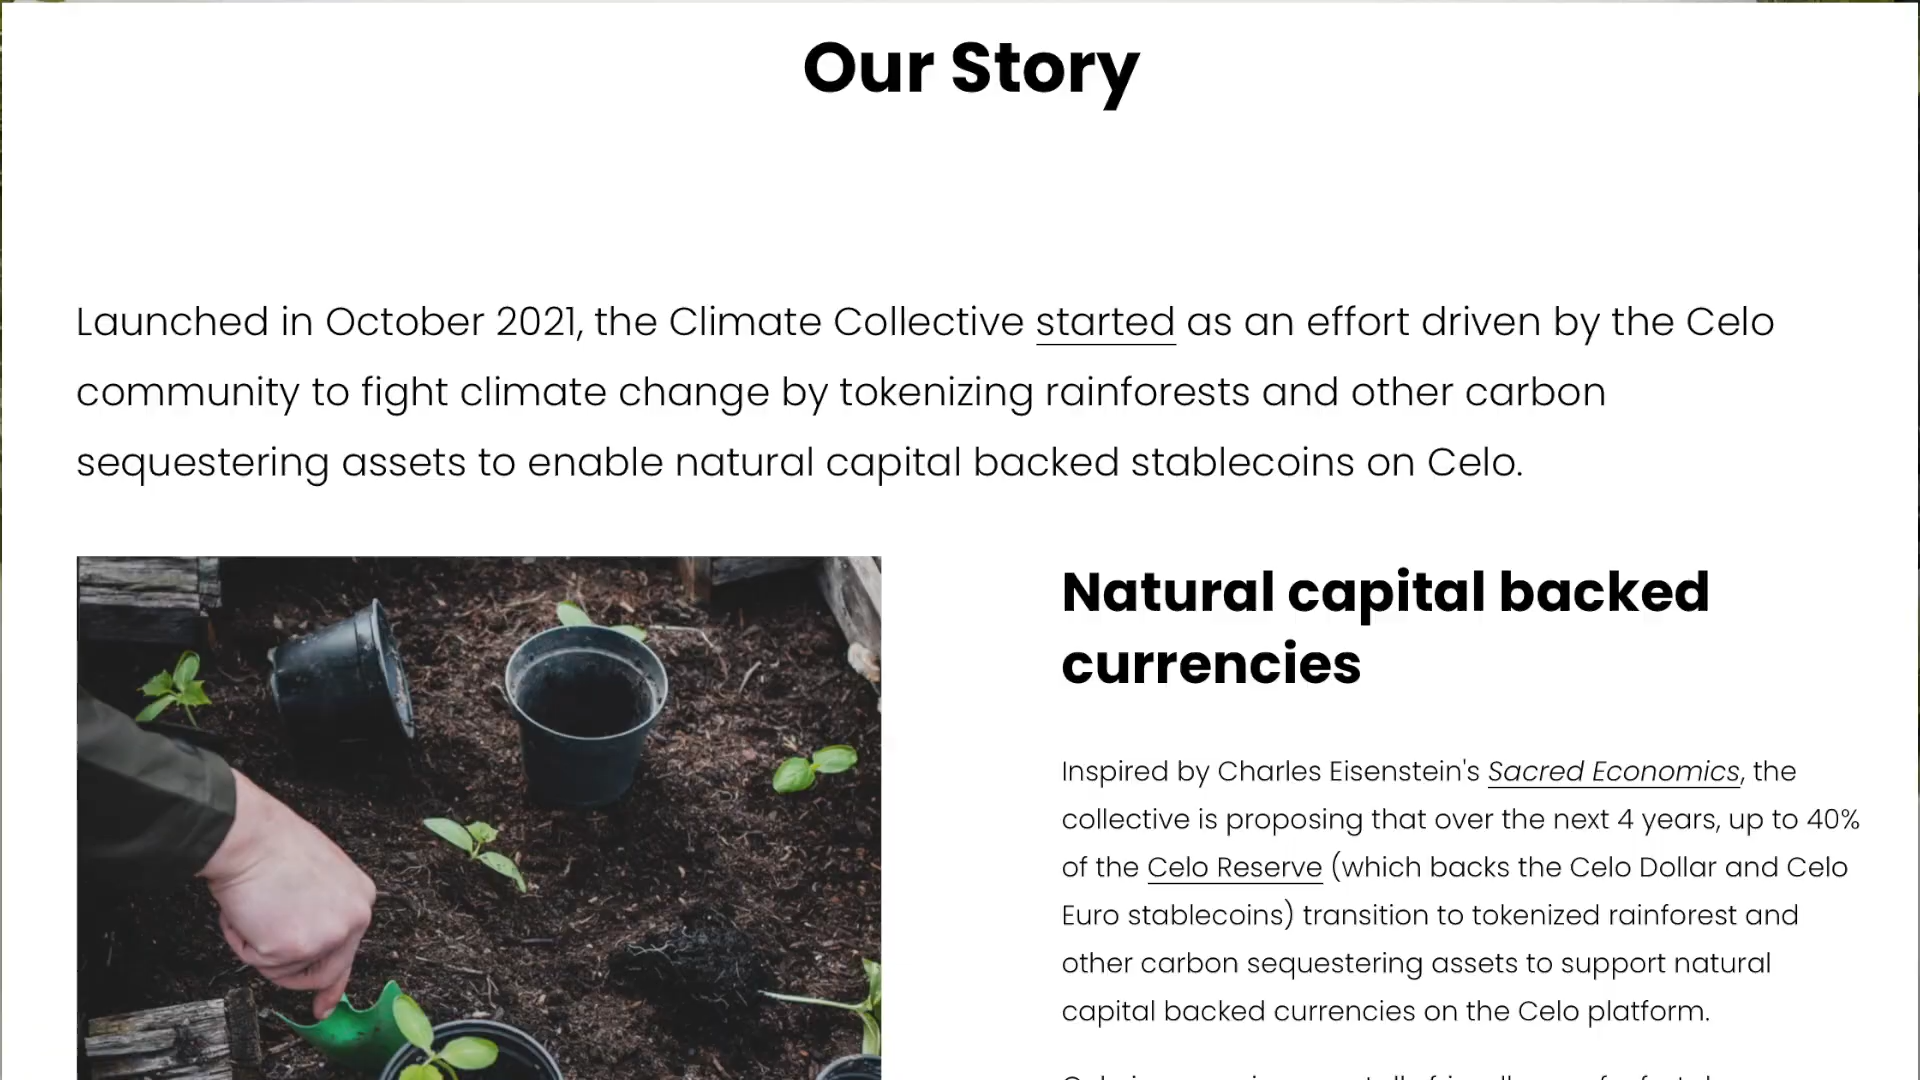 Our Story
Launched in October 2021, the Climate Collective started as an effort driven by the Celo
community to fight climate change by tokenizing rainforests and other carbon
sequestering assets to enable natural capital backed stablecoins on Celo.
Natural capital backed
currencies
Inspired by Charles Eisenstein's Sacred Economics, the
collective is proposing that over the next 4 years, up to 40%
of the Celo Reserve (which backs the Celo Dollar and Celo
Euro stablecoins) transition to tokenized rainforest and
other carbon sequestering assets to support natural
capital backed currencies on the Celo platform.